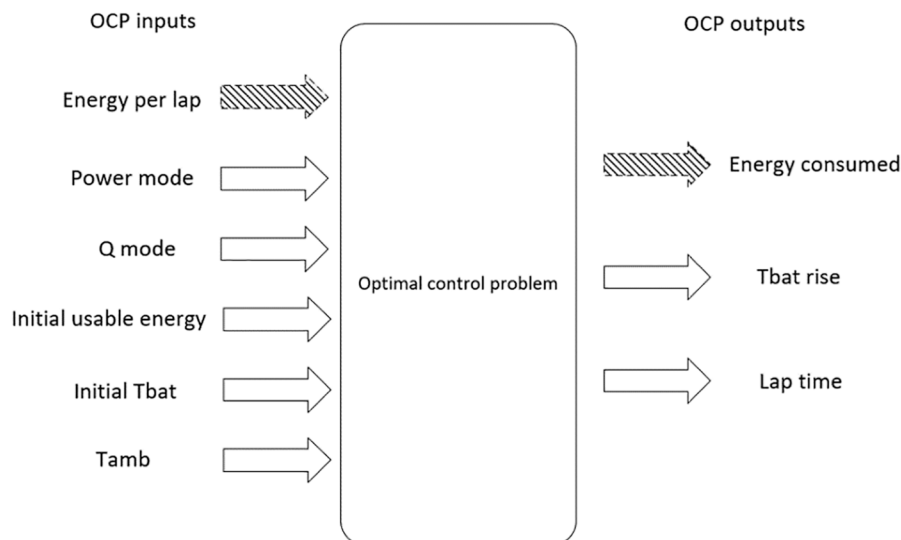 OCP inputs
OCP outputs
Energy per lap
Power mode
Q mode
Initial usable energy
Initial Tbat
Tamb
Optimal control problem
Energy consumed
Tbat rise
Lap time